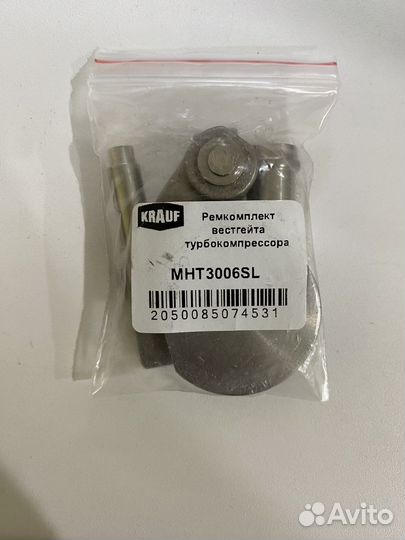 KRAUF
Ремкомплект
вестгейта
турбокомпрессора
MHT3006SL
2050085074531
Avito